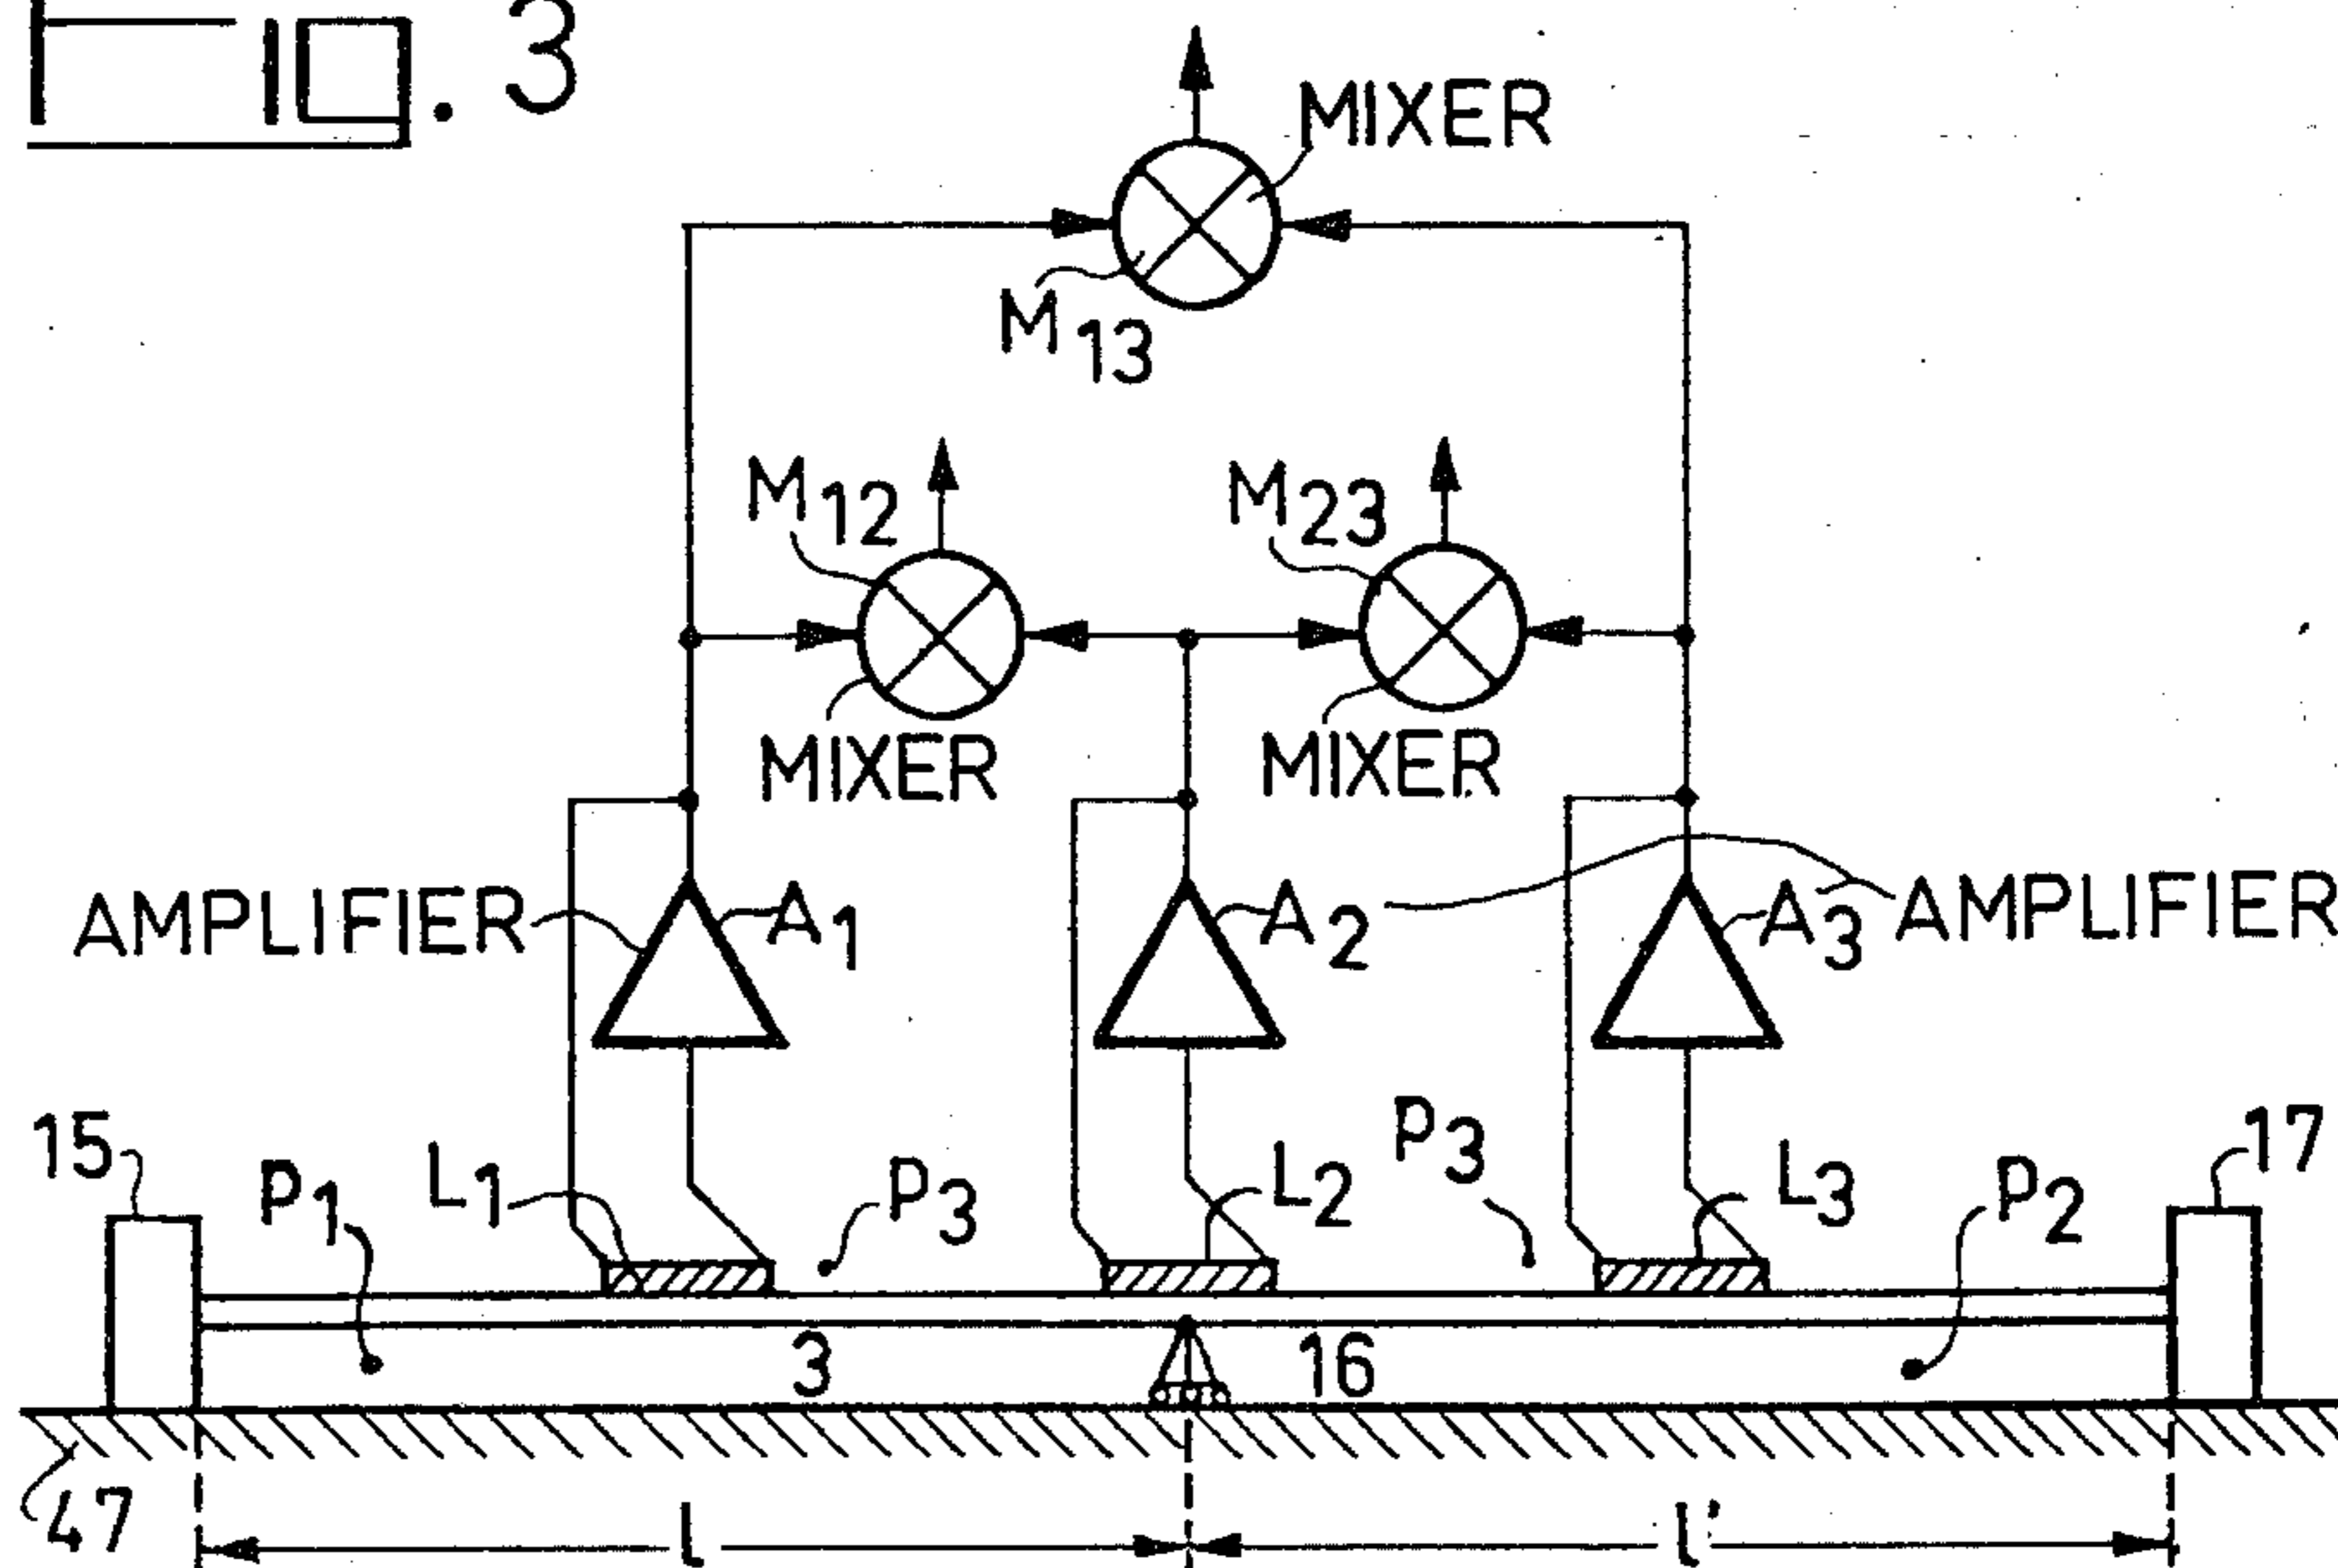 FIG. 3
MIXER
M13
M12
M23
MIXER
MIXER
AMPLIFIER
A1
A2
A3
AMPLIFIER
15
P1
L1
P3
L2
P3
L3
P2
17
3
16
47
l
l'